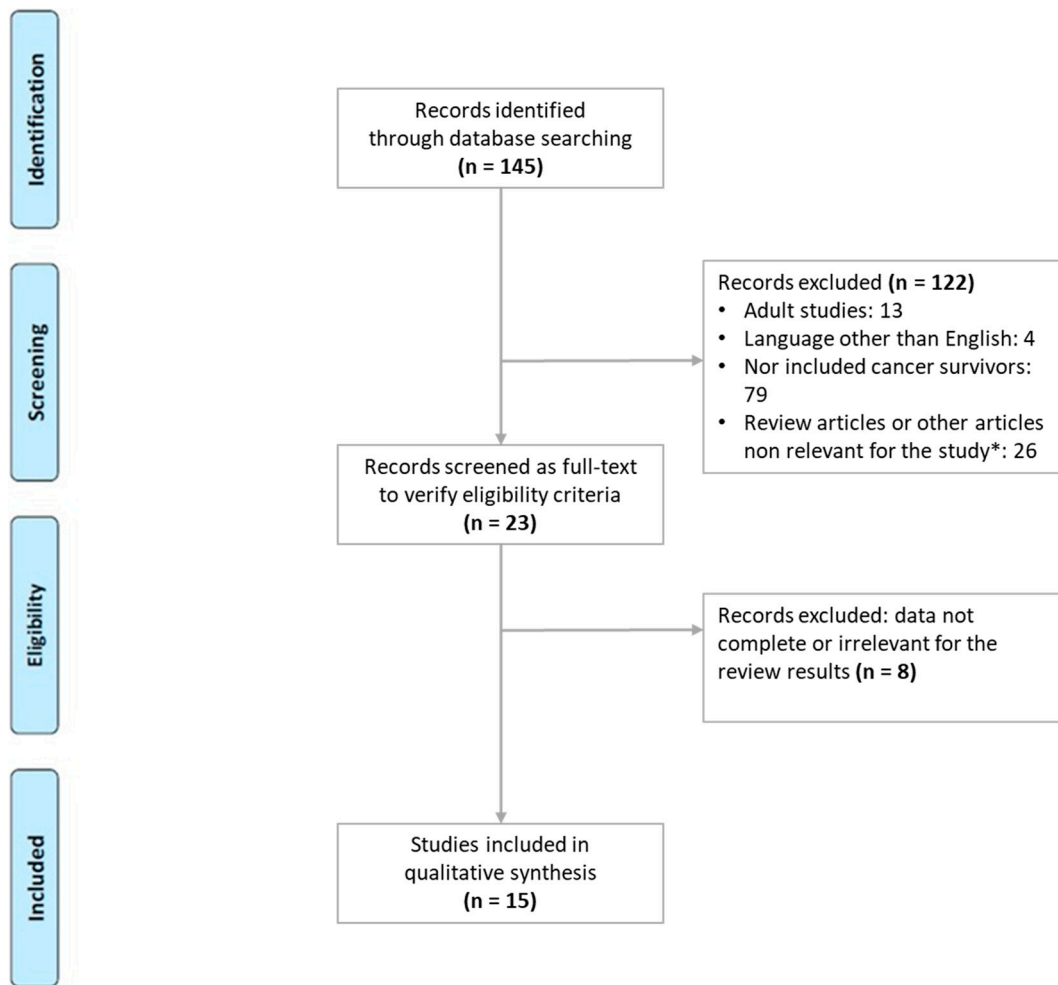 Identification
Records identified
through database searching
(n = 145)
Screening
Records excluded (n = 122)
• Adult studies: 13
• Language other than English: 4
• Nor included cancer survivors:
79
• Review articles or other articles
non relevant for the study*: 26
Records screened as full-text
to verify eligibility criteria
(n = 23)
Eligibility
Records excluded: data not
complete or irrelevant for the
review results (n = 8)
Included
Studies included in
qualitative synthesis
(n = 15)